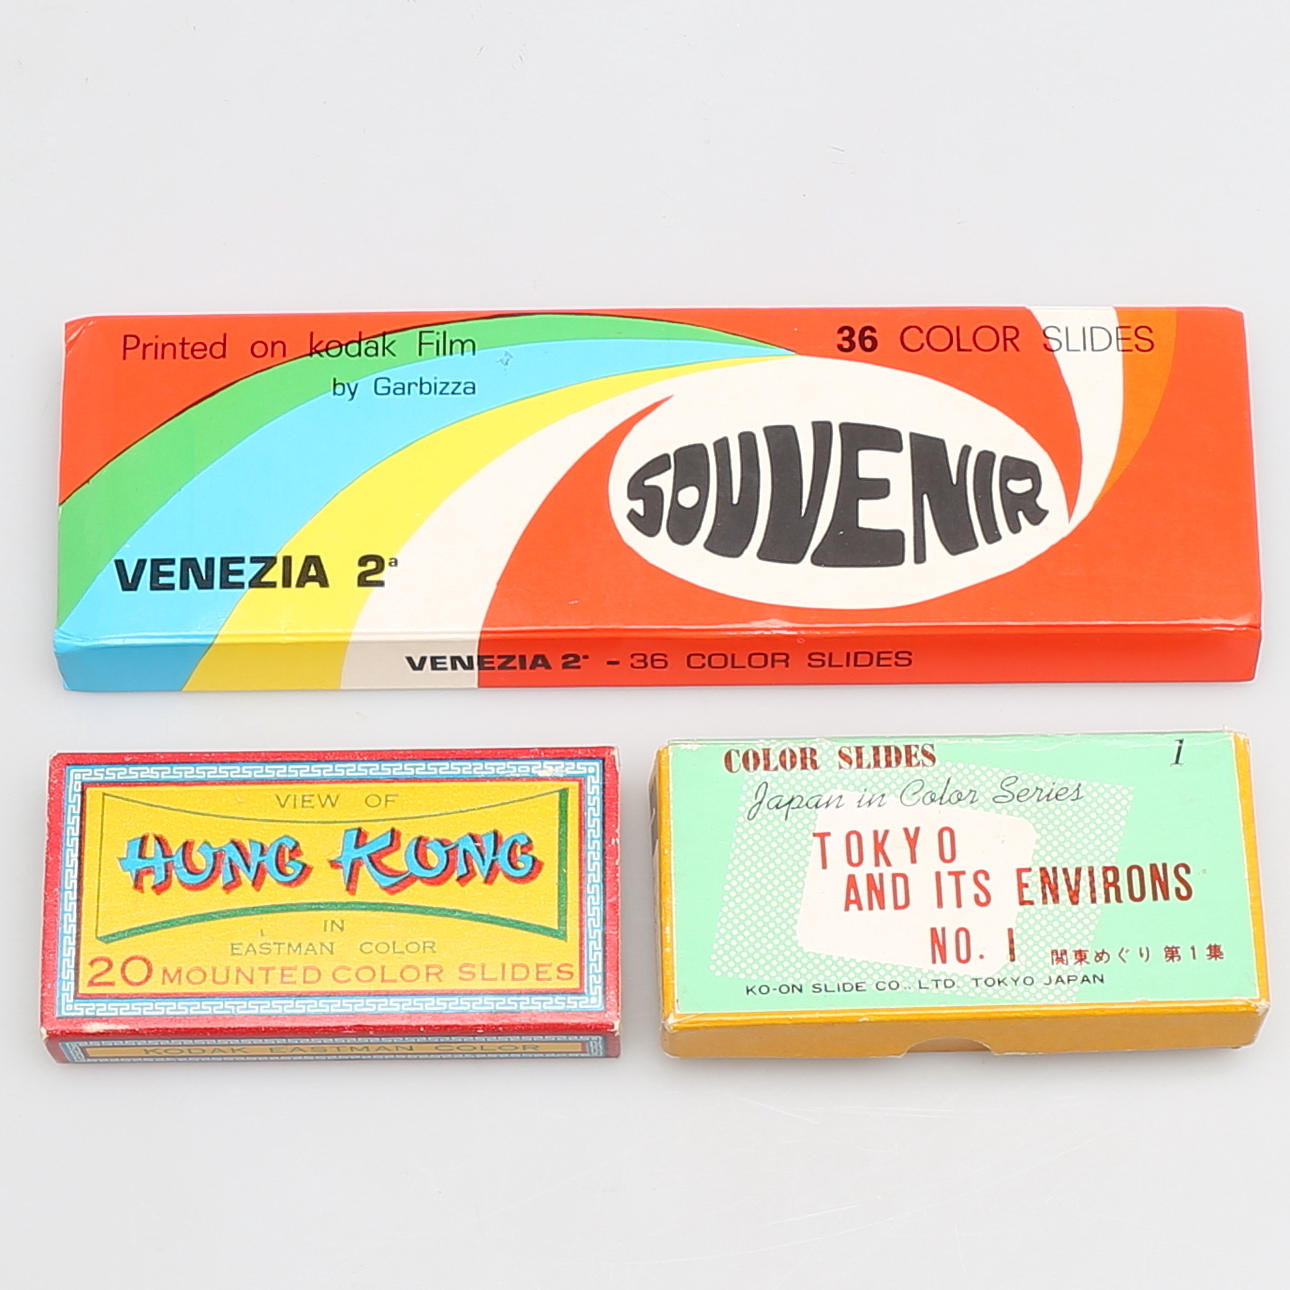 Printed on kodak Film
by Garbizza
36 COLOR SLIDES
SOUVENIR
VENEZIA 2ª
VENEZIA 2ª - 36 COLOR SLIDES
VIEW OF
HUNG KONG
IN
EASTMAN COLOR
20 MOUNTED COLOR SLIDES
KODAK EASTMAN COLOR
COLOR SLIDES 1
Japan in Color Series
TOKYO
AND ITS ENVIRONS
NO. 1
関東めぐり 第1集
KO-ON SLIDE CO., LTD. TOKYO JAPAN